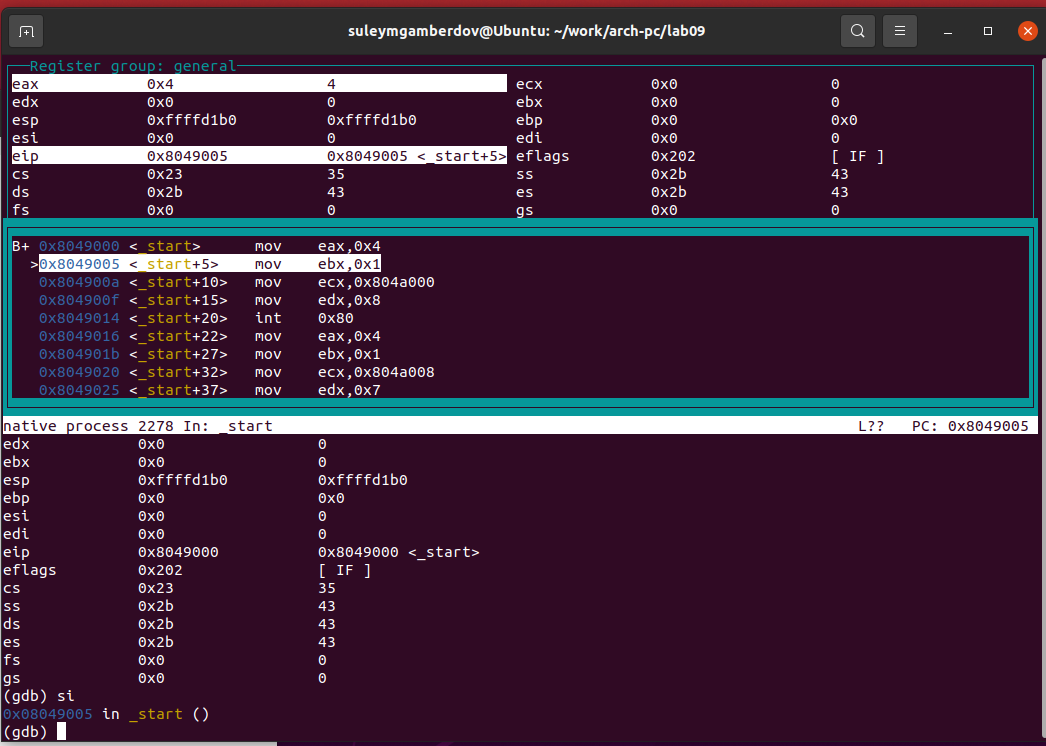 suleymgamberdov@Ubuntu: ~/work/arch-pc/lab09
Register group: general
eax 0x4 4 ecx 0x0 0
edx 0x0 0 ebx 0x0 0
esp 0xffffd1b0 0xffffd1b0 ebp 0x0 0x0
esi 0x0 0 edi 0x0 0
eip 0x8049005 0x8049005 <_start+5> eflags 0x202 [ IF ]
cs 0x23 35 ss 0x2b 43
ds 0x2b 43 es 0x2b 43
fs 0x0 0 gs 0x0 0
B+ 0x8049000 <_start> mov eax,0x4
>0x8049005 <_start+5> mov ebx,0x1
0x804900a <_start+10> mov ecx,0x804a000
0x804900f <_start+15> mov edx,0x8
0x8049014 <_start+20> int 0x80
0x8049016 <_start+22> mov eax,0x4
0x804901b <_start+27> mov ebx,0x1
0x8049020 <_start+32> mov ecx,0x804a008
0x8049025 <_start+37> mov edx,0x7
native process 2278 In: _start L?? PC: 0x8049005
edx 0x0 0
ebx 0x0 0
esp 0xffffd1b0 0xffffd1b0
ebp 0x0 0x0
esi 0x0 0
edi 0x0 0
eip 0x8049000 0x8049000 <_start>
eflags 0x202 [ IF ]
cs 0x23 35
ss 0x2b 43
ds 0x2b 43
es 0x2b 43
fs 0x0 0
gs 0x0 0
(gdb) si
0x08049005 in _start ()
(gdb)